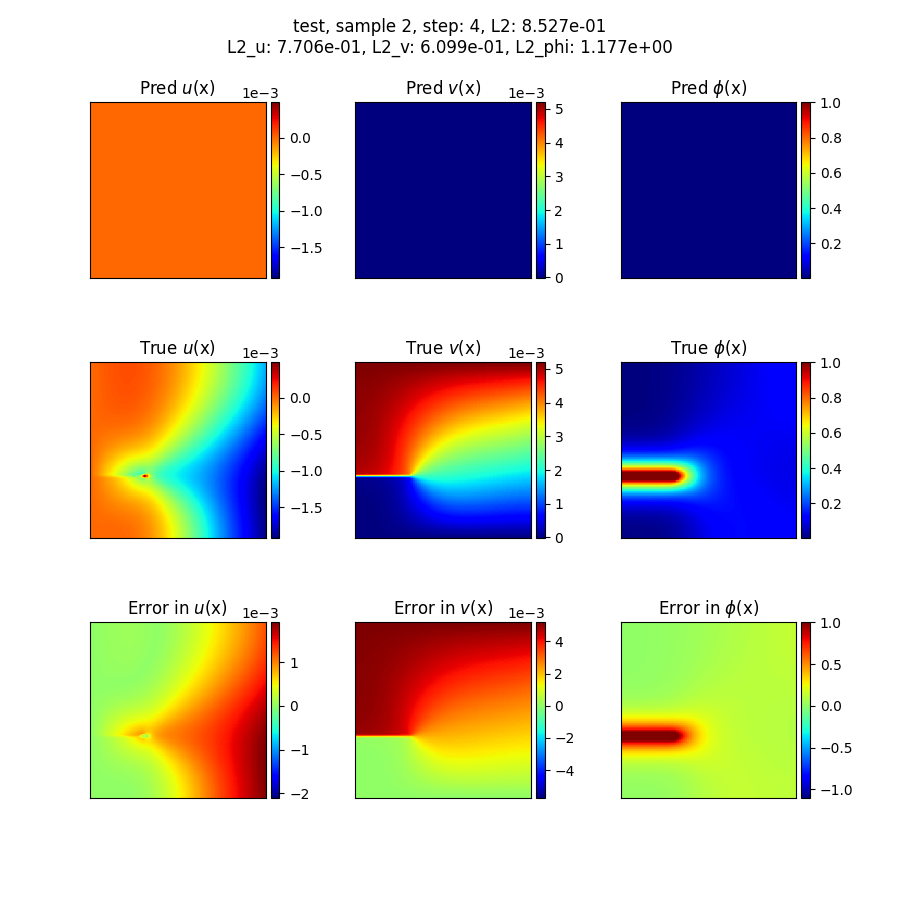 test, sample 2, step: 4, L2: 8.527e-01
L2_u: 7.706e-01, L2_v: 6.099e-01, L2_phi: 1.177e+00
Pred u(x)
1e−3
0.0
−0.5
−1.0
−1.5
Pred v(x)
1e−3
5
4
3
2
1
0
Pred ϕ(x)
1.0
0.8
0.6
0.4
0.2
True u(x)
1e−3
0.0
−0.5
−1.0
−1.5
True v(x)
1e−3
5
4
3
2
1
0
True ϕ(x)
1.0
0.8
0.6
0.4
0.2
Error in u(x)
1e−3
1
0
−1
−2
Error in v(x)
1e−3
4
2
0
−2
−4
Error in ϕ(x)
1.0
0.5
0.0
−0.5
−1.0